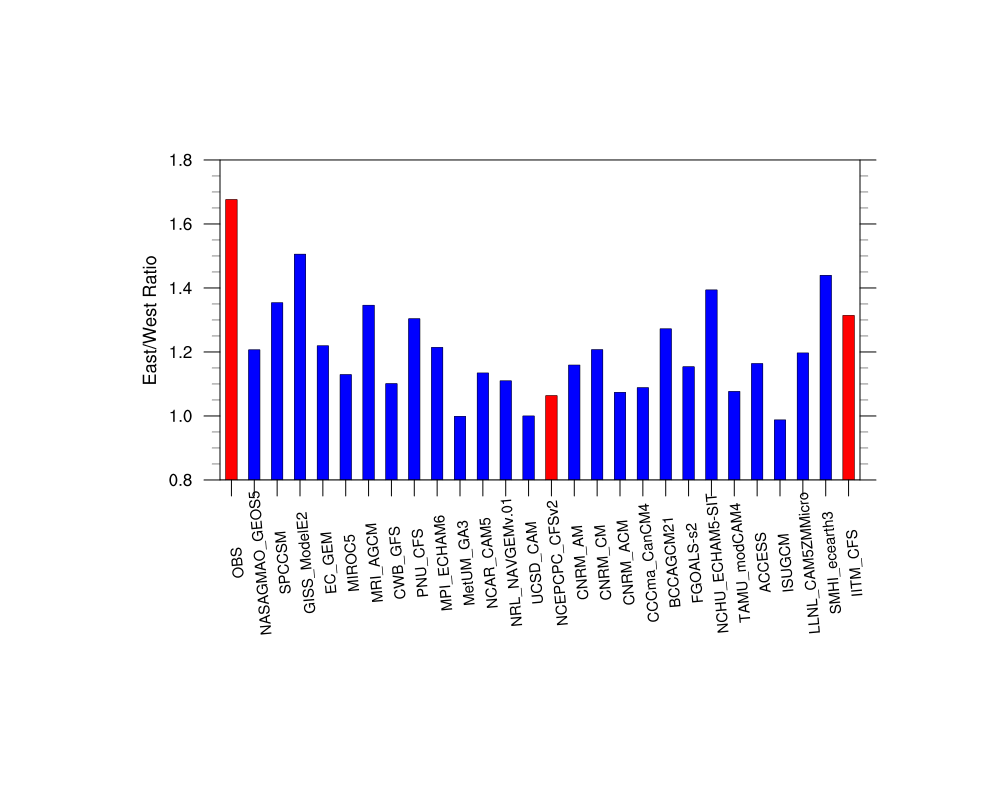 1.8
1.6
1.4
1.2
1.0
0.8
East/West Ratio
OBS
NASAGMAO_GEOS5
SPCCSM
GISS_ModelE2
EC_GEM
MIROC5
MRI_AGCM
CWB_GFS
PNU_CFS
MPI_ECHAM6
MetUM_GA3
NCAR_CAM5
NRL_NAVGEMv.01
UCSD_CAM
NCEPCPC_CFSv2
CNRM_AM
CNRM_CM
CNRM_ACM
CCCma_CanCM4
BCCAGCM21
FGOALS-s2
NCHU_ECHAM5-SIT
TAMU_modCAM4
ACCESS
ISUGCM
LLNL_CAM5ZMMicro
SMHI_ecearth3
IITM_CFS